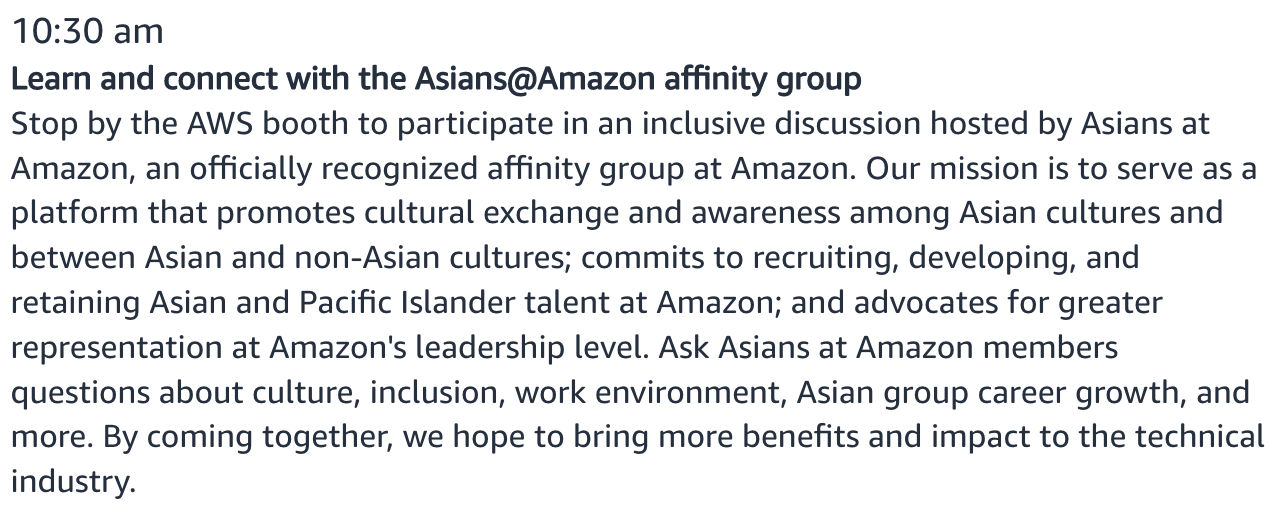 10:30 am
Learn and connect with the Asians@Amazon affinity group
Stop by the AWS booth to participate in an inclusive discussion hosted by Asians at
Amazon, an officially recognized affinity group at Amazon. Our mission is to serve as a
platform that promotes cultural exchange and awareness among Asian cultures and
between Asian and non-Asian cultures; commits to recruiting, developing, and
retaining Asian and Pacific Islander talent at Amazon; and advocates for greater
representation at Amazon's leadership level. Ask Asians at Amazon members
questions about culture, inclusion, work environment, Asian group career growth, and
more. By coming together, we hope to bring more benefits and impact to the technical
industry.